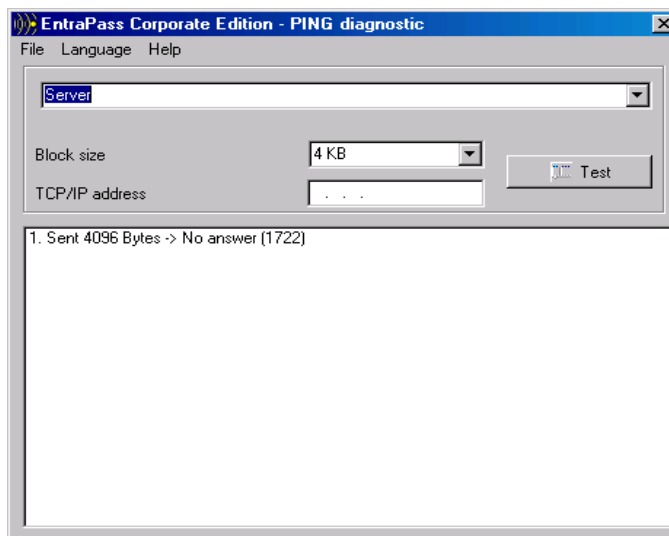 EntraPass Corporate Edition - PING diagnostic
File Language Help
Server
Block size 4 KB
Test
TCP/IP address . . .
1. Sent 4096 Bytes -> No answer (1722)